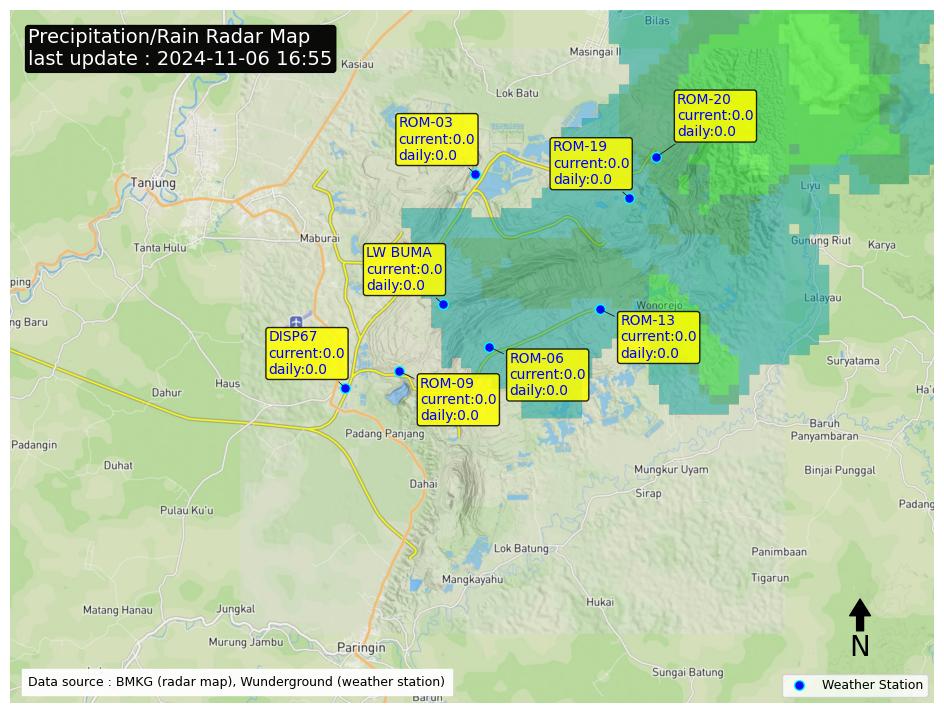 Precipitation/Rain Radar Map
last update : 2024-11-06 16:55
Bilas
Masingai II
Kasiau
Lok Batu
ROM-20
current:0.0
daily:0.0
ROM-03
current:0.0
daily:0.0
ROM-19
current:0.0
daily:0.0
Tanjung
Liyu
Maburai
Tanta Hulu
Gunung Riut
Karya
LW BUMA
current:0.0
daily:0.0
ping
Lalayau
Wonorejo
ng Baru
ROM-13
current:0.0
daily:0.0
DISP67
current:0.0
daily:0.0
ROM-06
current:0.0
daily:0.0
Suryatama
ROM-09
current:0.0
daily:0.0
Haus
Dahur
Ha'
Baruh
Panyambaran
Padang Panjang
Padangin
Duhat
Mungkur Uyam
Binjai Punggal
Dahai
Sirap
Padang
Pulau Ku'u
Lok Batung
Panimbaan
Mangkayahu
Tigarun
Hukai
Matang Hanau
Jungkal
Murung Jambu
Paringin
N
Sungai Batung
Data source : BMKG (radar map), Wunderground (weather station)
Weather Station
Barun